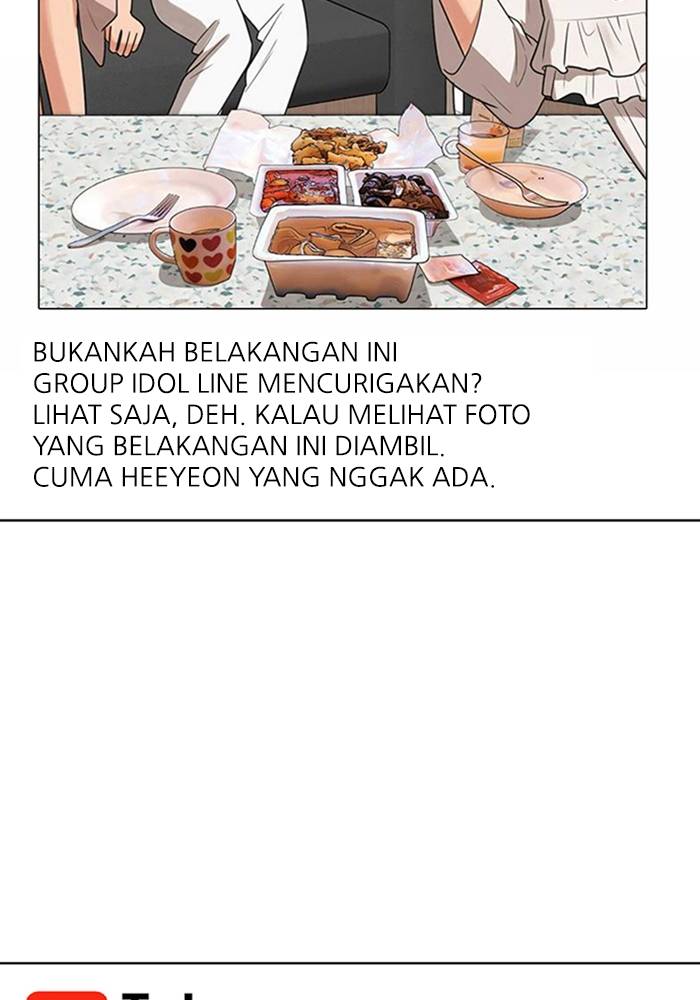 BUKANKAH BELAKANGAN INI
GROUP IDOL LINE MENCURIGAKAN?
LIHAT SAJA, DEH. KALAU MELIHAT FOTO
YANG BELAKANGAN INI DIAMBIL.
CUMA HEEYEON YANG NGGAK ADA.